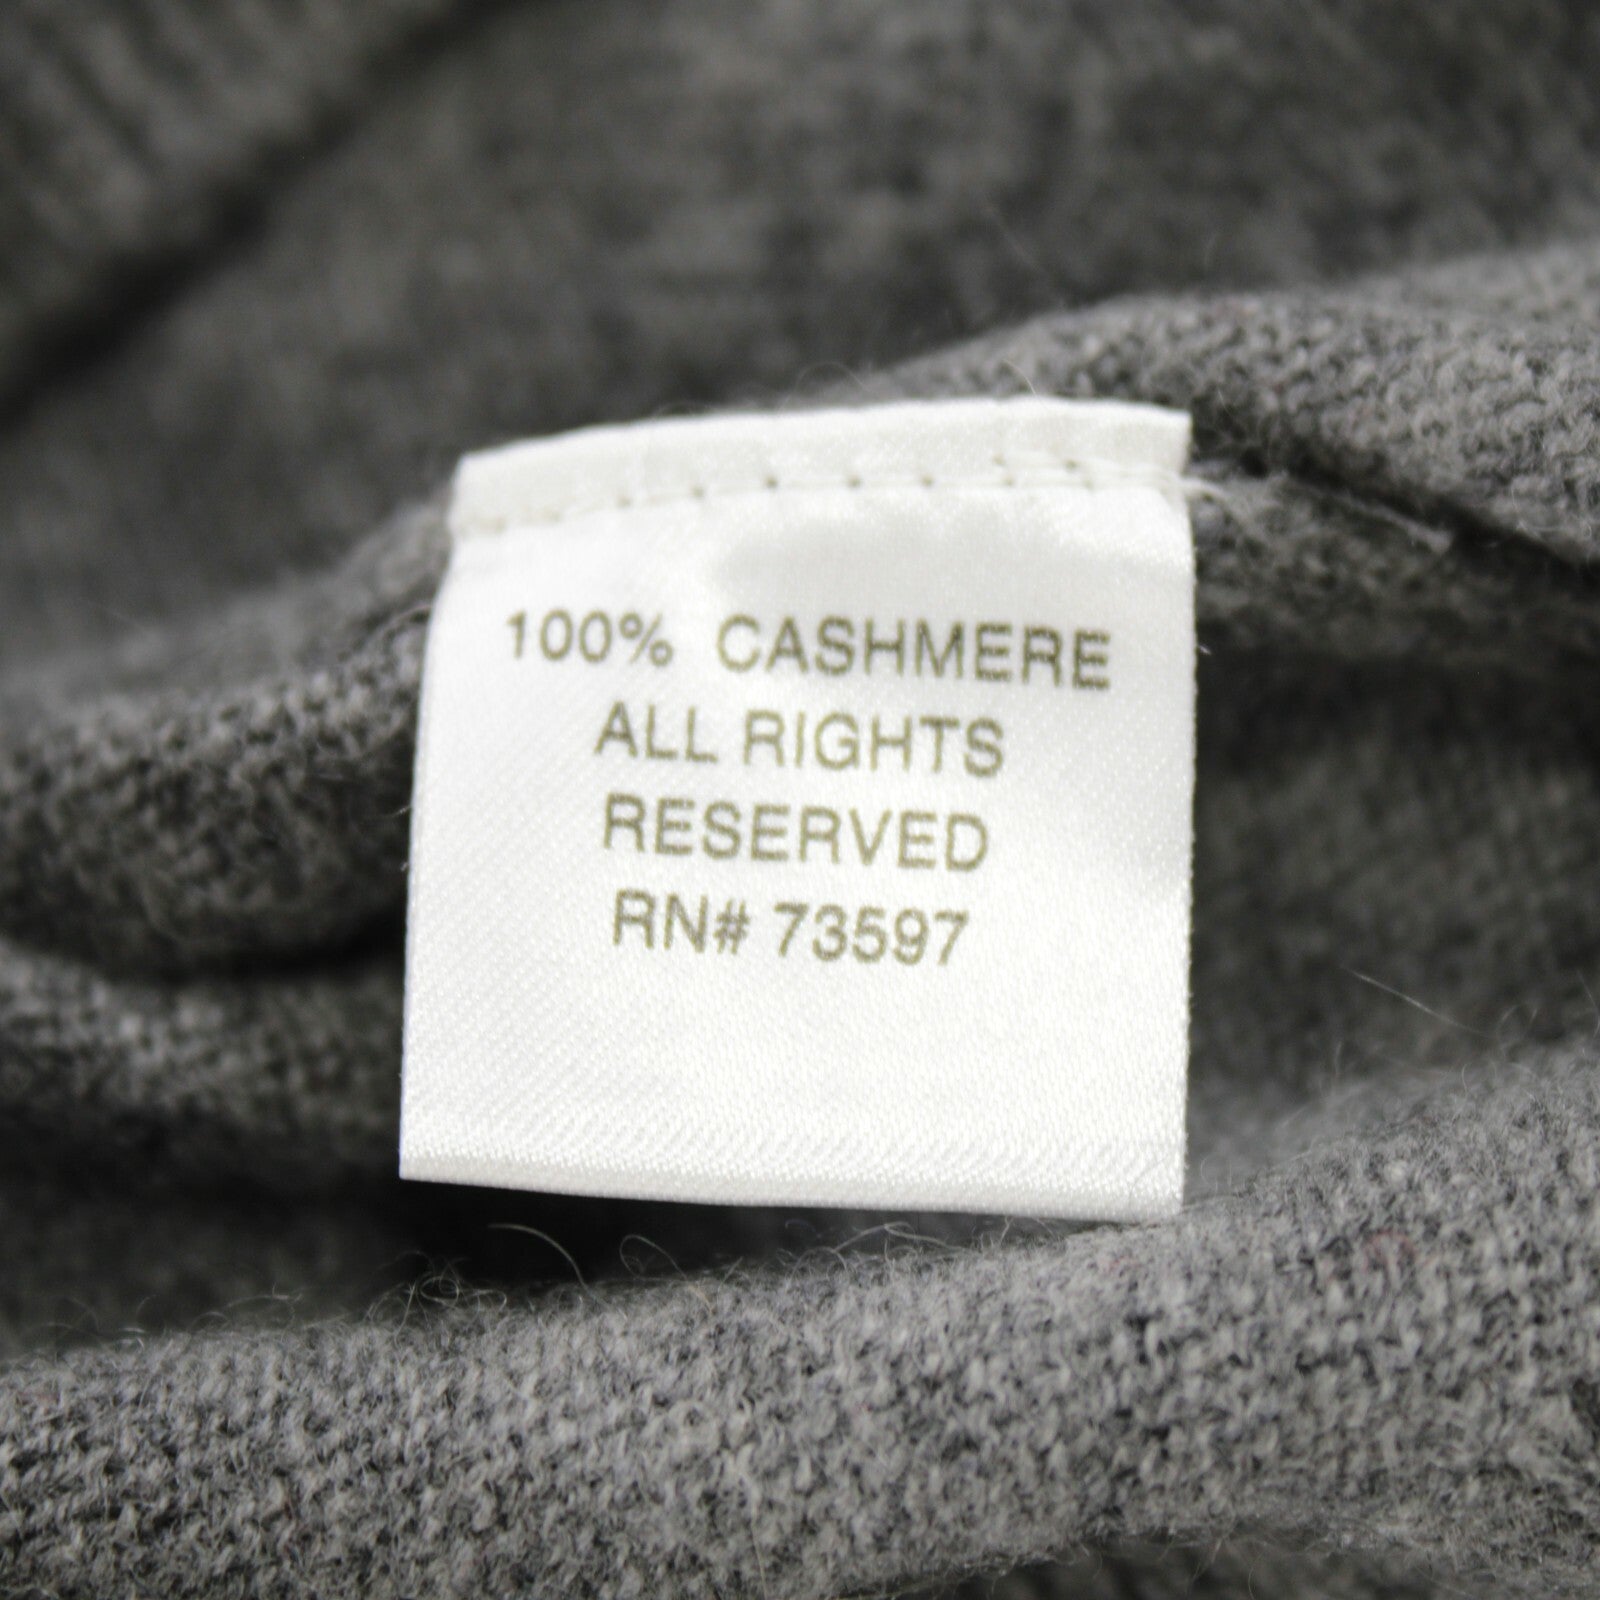 100% CASHMERE
ALL RIGHTS
RESERVED
RN# 73597